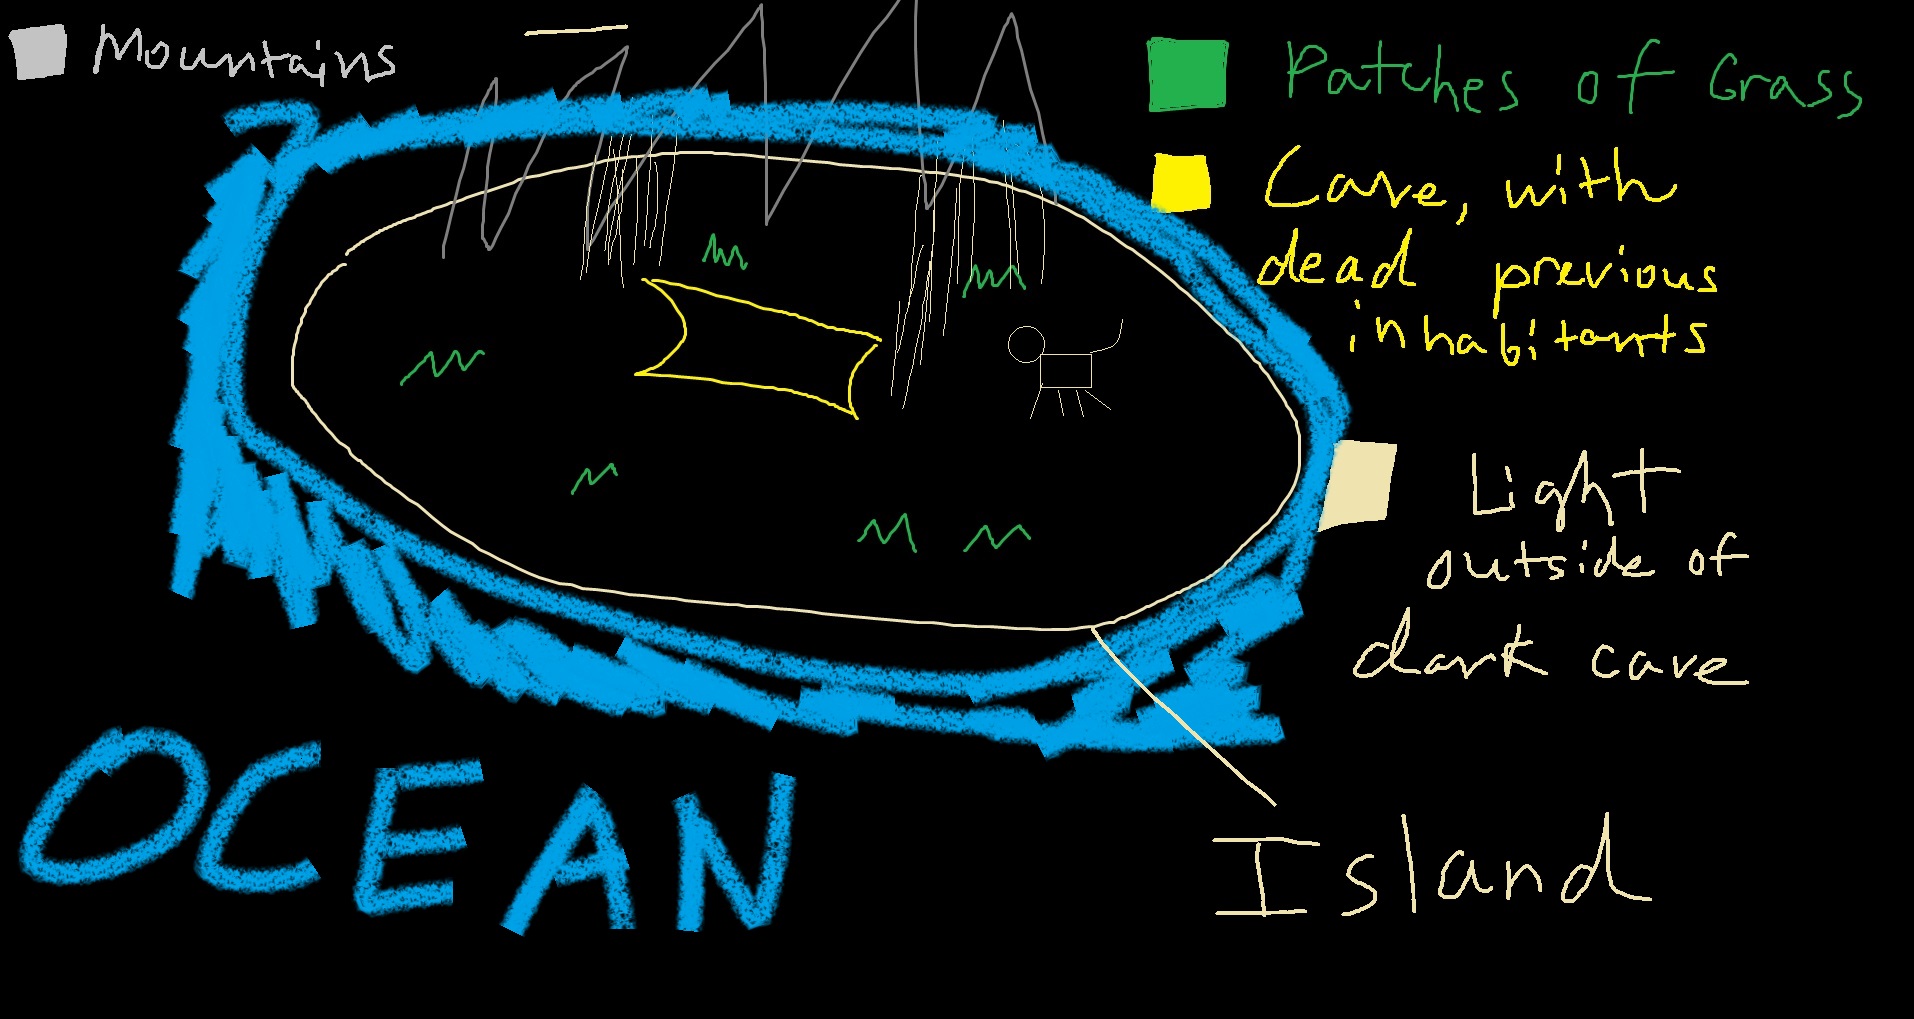 Mountains
Patches of Grass
Cave, with
dead previous
inhabitants
Light
outside of
dark cave
OCEAN
Island